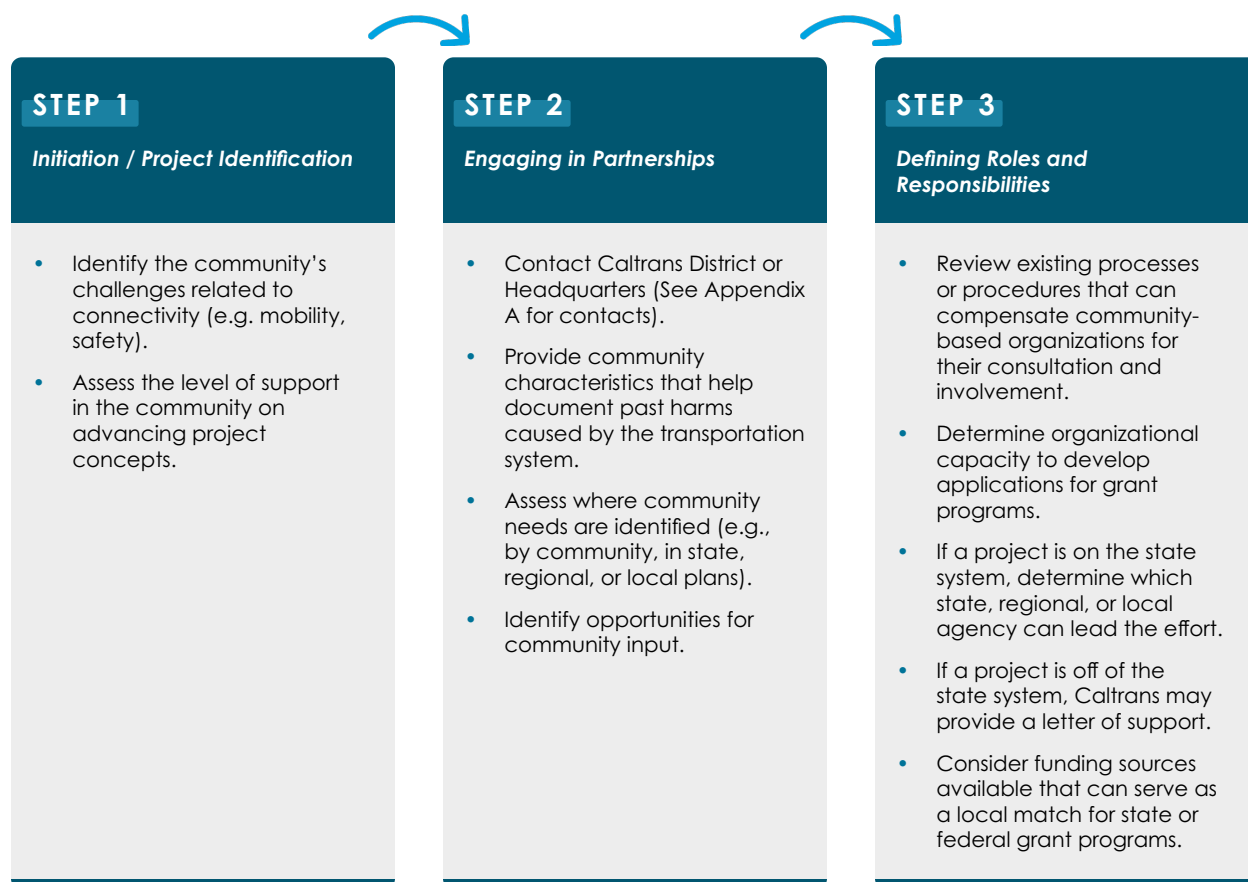 STEP 1
Initiation / Project Identification
• Identify the community’s
challenges related to
connectivity (e.g. mobility,
safety).
• Assess the level of support
in the community on
advancing project
concepts.
STEP 2
Engaging in Partnerships
• Contact Caltrans District or
Headquarters (See Appendix
A for contacts).
• Provide community
characteristics that help
document past harms
caused by the transportation
system.
• Assess where community
needs are identified (e.g.,
by community, in state,
regional, or local plans).
• Identify opportunities for
community input.
STEP 3
Defining Roles and
Responsibilities
• Review existing processes
or procedures that can
compensate community-
based organizations for
their consultation and
involvement.
• Determine organizational
capacity to develop
applications for grant
programs.
• If a project is on the state
system, determine which
state, regional, or local
agency can lead the effort.
• If a project is off of the
state system, Caltrans may
provide a letter of support.
• Consider funding sources
available that can serve as
a local match for state or
federal grant programs.